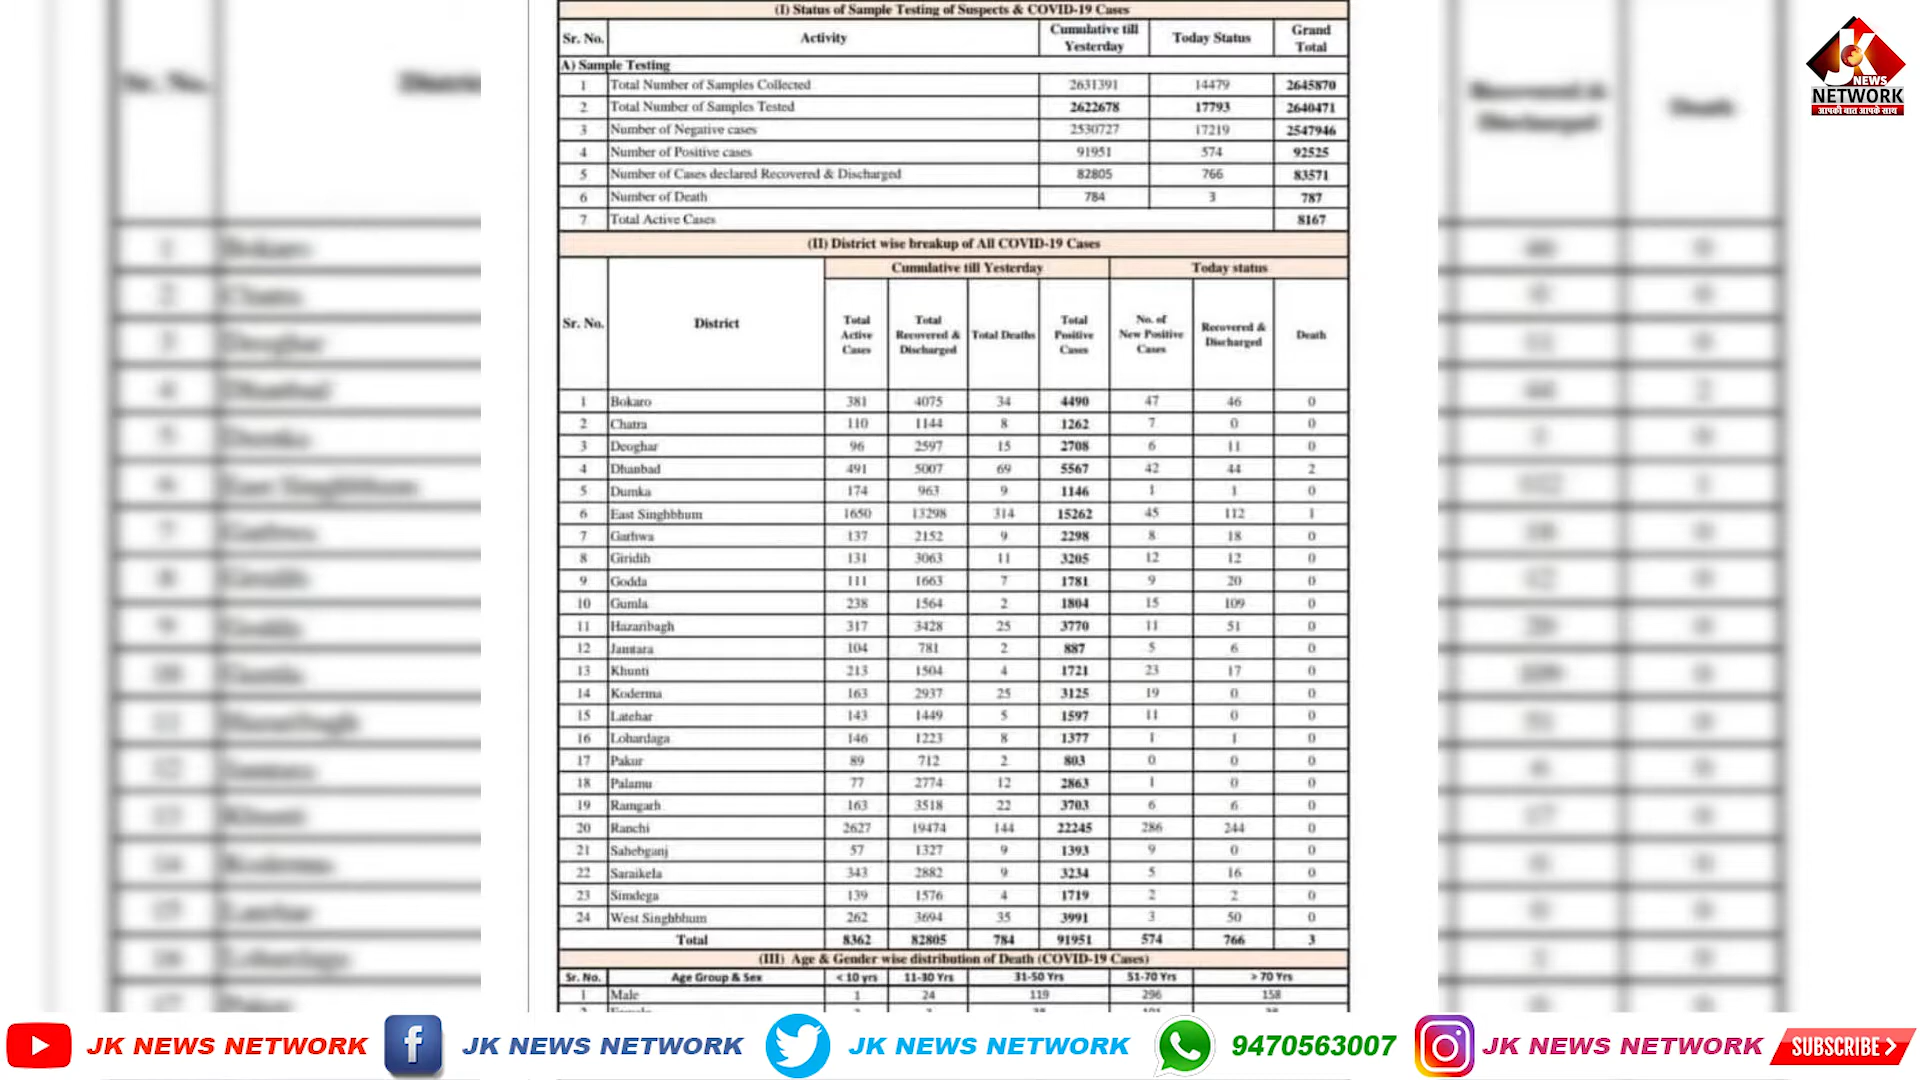 (I) Status of Sample Testing of Suspects & COVID-19 Cases
Sr. No. Activity Cumulative till Yesterday Today Status Grand Total
A) Sample Testing
1 Total Number of Samples Collected 2631391 14479 2645870
2 Total Number of Samples Tested 2622678 17793 2640471
3 Number of Negative cases 2530727 17219 2547946
4 Number of Positive cases 91951 574 92525
5 Number of Cases declared Recovered & Discharged 82805 766 83571
6 Number of Death 784 3 787
7 Total Active Cases 8167
(II) District wise breakup of All COVID-19 Cases
Cumulative till Yesterday Today status
Sr. No. District Total Active Cases Total Recovered & Discharged Total Deaths Total Positive Cases No. of New Positive Cases Recovered & Discharged Death
1 Bokaro 381 4075 34 4490 47 46 0
2 Chatra 110 1144 8 1262 7 0 0
3 Deoghar 96 2597 15 2708 6 11 0
4 Dhanbad 491 5007 69 5567 42 44 2
5 Dumka 174 963 9 1146 1 1 0
6 East Singhbhum 1650 13298 314 15262 45 112 1
7 Garhwa 137 2152 9 2298 8 18 0
8 Giridih 131 3063 11 3205 12 12 0
9 Godda 111 1663 7 1781 9 20 0
10 Gumla 238 1564 2 1804 15 109 0
11 Hazaribagh 317 3428 25 3770 11 51 0
12 Jamtara 104 781 2 887 5 6 0
13 Khunti 213 1504 4 1721 23 17 0
14 Koderma 163 2937 25 3125 19 0 0
15 Latehar 143 1449 5 1597 11 0 0
16 Lohardaga 146 1223 8 1377 1 1 0
17 Pakur 89 712 2 803 0 0 0
18 Palamu 77 2774 12 2863 1 0 0
19 Ramgarh 163 3518 22 3703 6 6 0
20 Ranchi 2627 19474 144 22245 286 244 0
21 Sahebganj 57 1327 9 1393 9 0 0
22 Saraikela 343 2882 9 3234 5 16 0
23 Simdega 139 1576 4 1719 2 2 0
24 West Singhbhum 262 3694 35 3991 3 50 0
Total 8362 82805 784 91951 574 766 3
(III) Age & Gender wise distribution of Death (COVID-19 Cases)
Sr. No. Age Group & Sex < 10 yrs 11-30 Yrs 31-50 Yrs 51-70 Yrs > 70 Yrs
1 Male 1 24 119 296 158
JK NEWS NETWORK
आपकी बात आपके साथ
JK NEWS NETWORK
JK NEWS NETWORK
JK NEWS NETWORK
9470563007
JK NEWS NETWORK
SUBSCRIBE